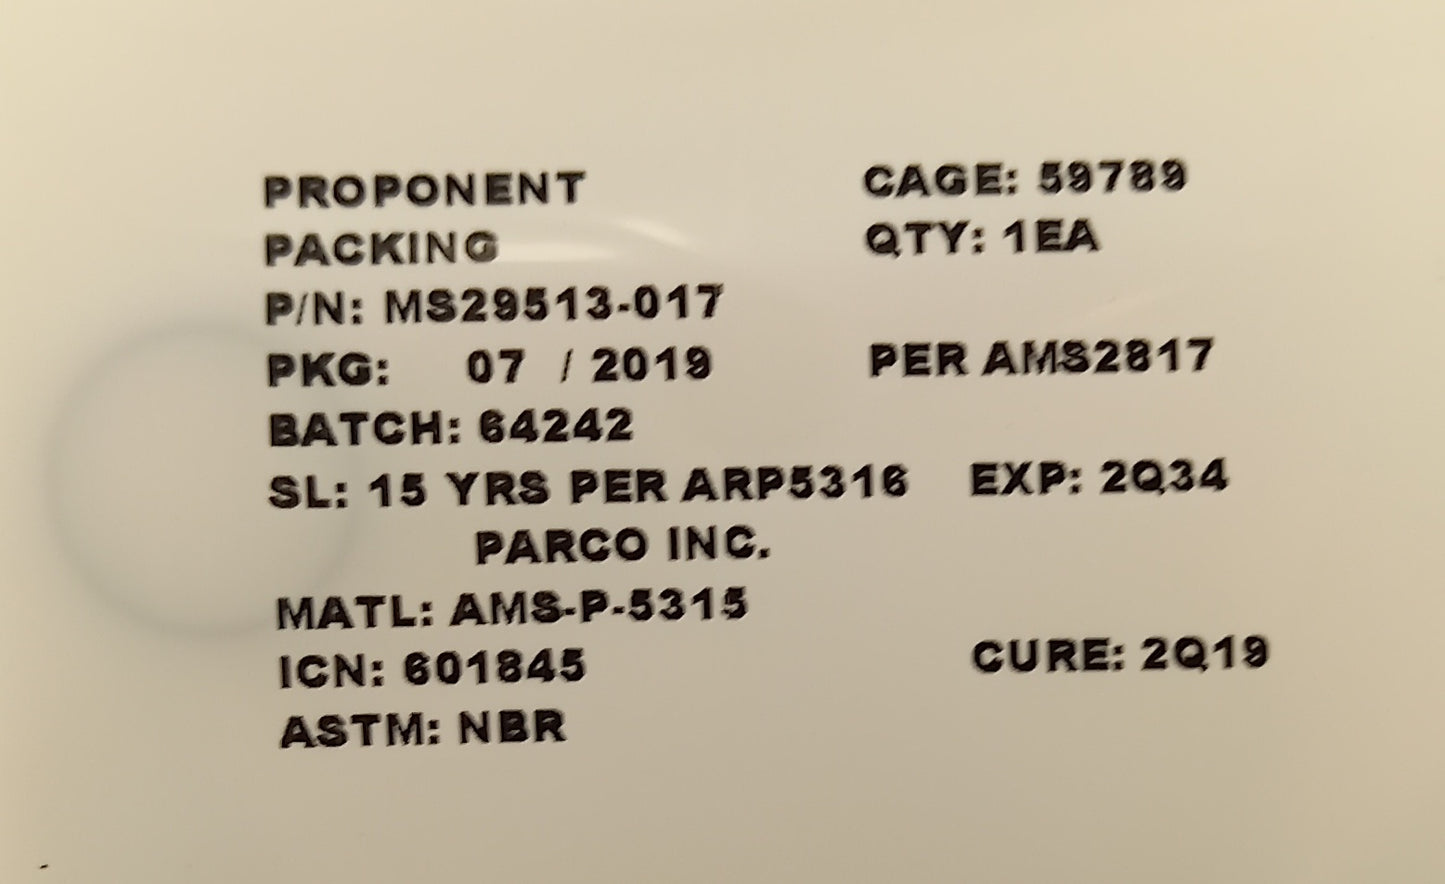 PROPONENT CAGE: 59789
PACKING QTY: 1EA
P/N: MS29513-017
PKG: 07 / 2019 PER AMS2817
BATCH: 64242
SL: 15 YRS PER ARP5316 EXP: 2Q34
PARCO INC.
MATL: AMS-P-5315
ICN: 601845 CURE: 2Q19
ASTM: NBR